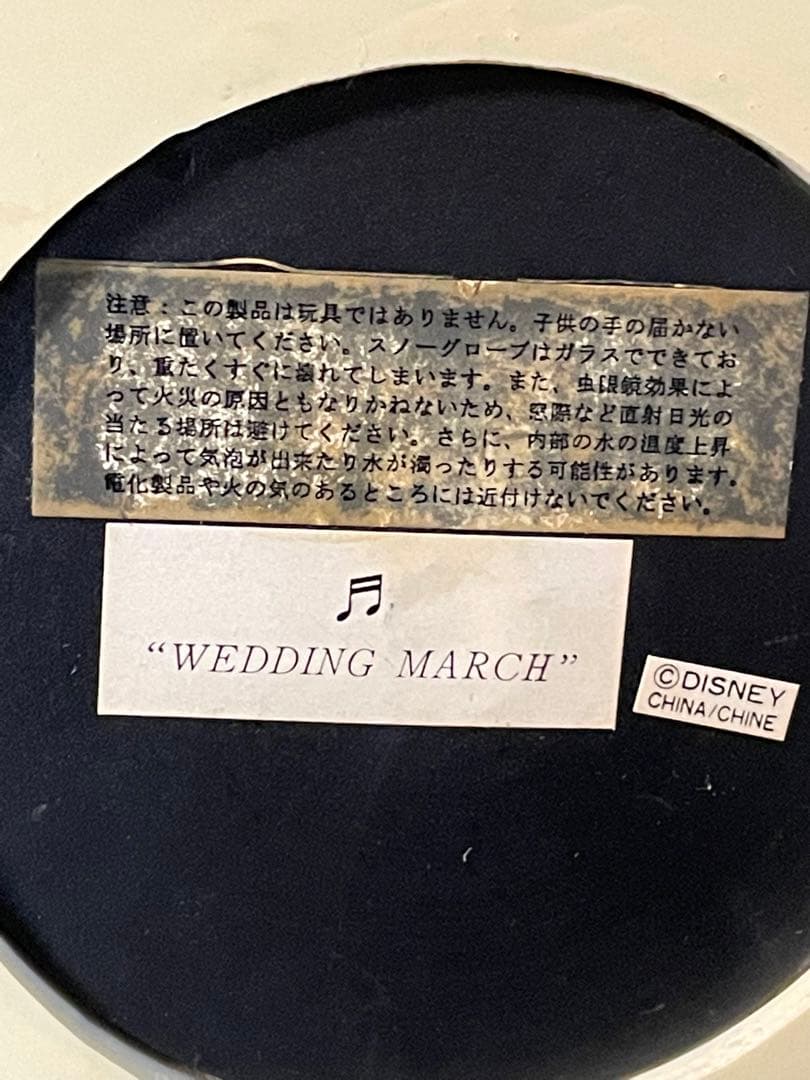 注意：この製品は玩具ではありません。子供の手の届かない
場所に置いてください。スノーグローブはガラスでできてお
り、重たくすぐに壊れてしまいます。また、虫眼鏡効果によ
って火災の原因ともなりかねないため、窓際など直射日光の
当たる場所は避けてください。さらに、内部の水の温度上昇
によって気泡が出来たり水が濁ったりする可能性があります。
電化製品や火の気のあるところには近付けないでください。
“WEDDING MARCH”
©DISNEY
CHINA/CHINE